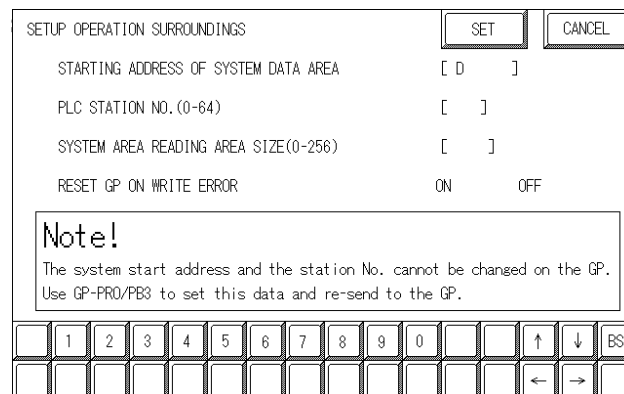 SETUP OPERATION SURROUNDINGS SET CANCEL
STARTING ADDRESS OF SYSTEM DATA AREA [ D ]
PLC STATION NO.(0-64) [ ]
SYSTEM AREA READING AREA SIZE(0-256) [ ]
RESET GP ON WRITE ERROR ON OFF
Note!
The system start address and the station No. cannot be changed on the GP.
Use GP-PRO/PB3 to set this data and re-send to the GP.
1 2 3 4 5 6 7 8 9 0 ↑ ↓ BS
← →